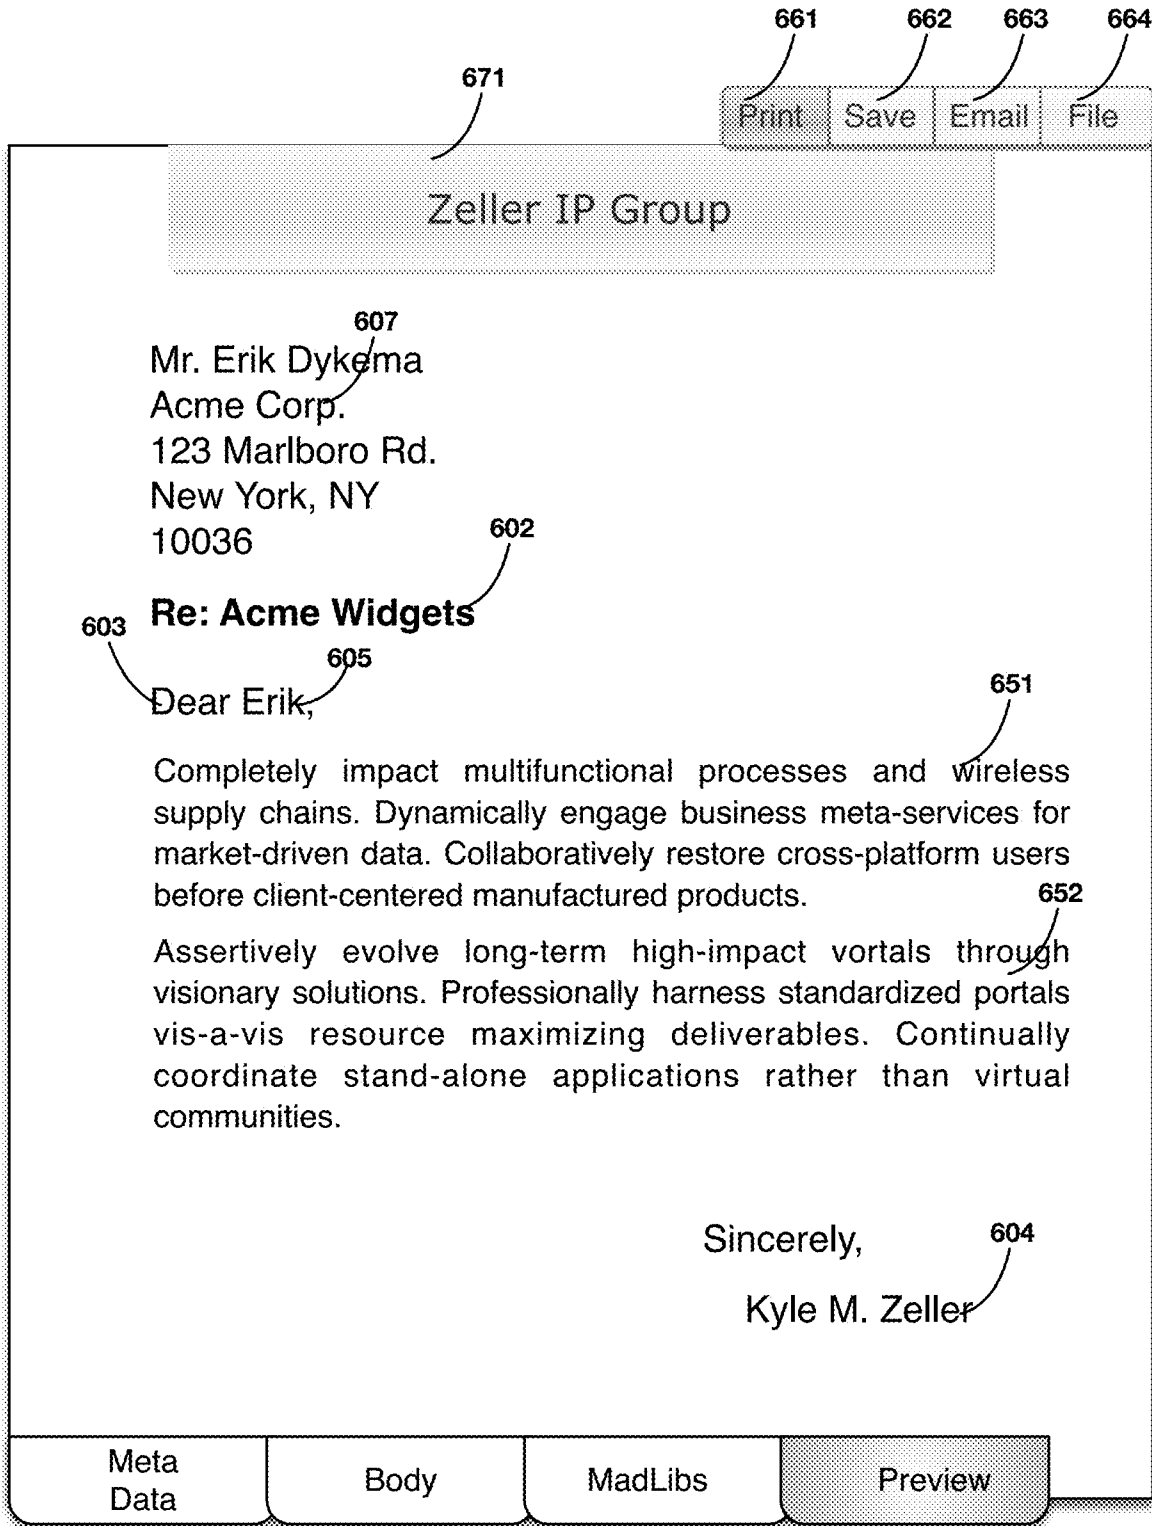 661 662 663 664
671
Print Save Email File
Zeller IP Group
607
Mr. Erik Dykema
Acme Corp.
123 Marlboro Rd.
New York, NY
10036
602
Re: Acme Widgets
603
605
Dear Erik,
651
Completely impact multifunctional processes and wireless
supply chains. Dynamically engage business meta-services for
market-driven data. Collaboratively restore cross-platform users
before client-centered manufactured products.
652
Assertively evolve long-term high-impact vortals through
visionary solutions. Professionally harness standardized portals
vis-a-vis resource maximizing deliverables. Continually
coordinate stand-alone applications rather than virtual
communities.
Sincerely,
604
Kyle M. Zeller
Meta
Data
Body
MadLibs
Preview